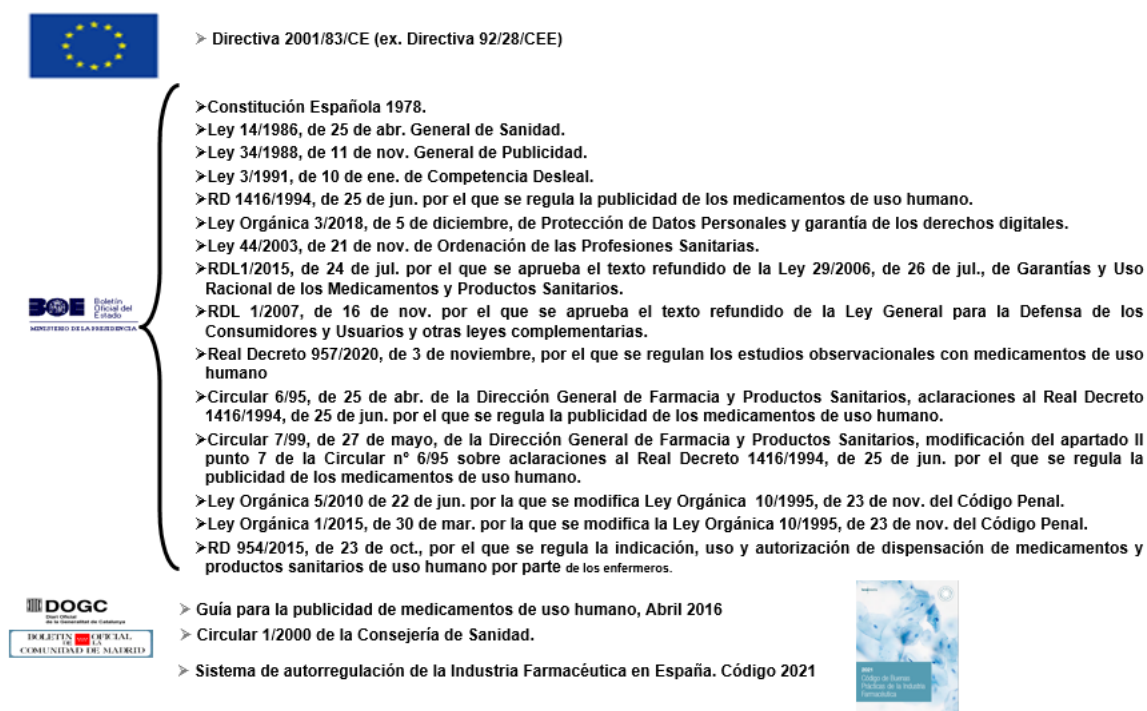 ➢ Directiva 2001/83/CE (ex. Directiva 92/28/CEE)
➢Constitución Española 1978.
➢Ley 14/1986, de 25 de abr. General de Sanidad.
➢Ley 34/1988, de 11 de nov. General de Publicidad.
➢Ley 3/1991, de 10 de ene. de Competencia Desleal.
➢RD 1416/1994, de 25 de jun. por el que se regula la publicidad de los medicamentos de uso humano.
➢Ley Orgánica 3/2018, de 5 de diciembre, de Protección de Datos Personales y garantía de los derechos digitales.
➢Ley 44/2003, de 21 de nov. de Ordenación de las Profesiones Sanitarias.
➢RDL1/2015, de 24 de jul. por el que se aprueba el texto refundido de la Ley 29/2006, de 26 de jul., de Garantías y Uso
Racional de los Medicamentos y Productos Sanitarios.
➢RDL 1/2007, de 16 de nov. por el que se aprueba el texto refundido de la Ley General para la Defensa de los
Consumidores y Usuarios y otras leyes complementarias.
➢Real Decreto 957/2020, de 3 de noviembre, por el que se regulan los estudios observacionales con medicamentos de uso
humano
➢Circular 6/95, de 25 de abr. de la Dirección General de Farmacia y Productos Sanitarios, aclaraciones al Real Decreto
1416/1994, de 25 de jun. por el que se regula la publicidad de los medicamentos de uso humano.
➢Circular 7/99, de 27 de mayo, de la Dirección General de Farmacia y Productos Sanitarios, modificación del apartado II
punto 7 de la Circular nº 6/95 sobre aclaraciones al Real Decreto 1416/1994, de 25 de jun. por el que se regula la
publicidad de los medicamentos de uso humano.
➢Ley Orgánica 5/2010 de 22 de jun. por la que se modifica Ley Orgánica 10/1995, de 23 de nov. del Código Penal.
➢Ley Orgánica 1/2015, de 30 de mar. por la que se modifica la Ley Orgánica 10/1995, de 23 de nov. del Código Penal.
➢RD 954/2015, de 23 de oct., por el que se regula la indicación, uso y autorización de dispensación de medicamentos y
productos sanitarios de uso humano por parte de los enfermeros.
BOE
Boletín
Oficial del
Estado
MINISTERIO DE LA PRESIDENCIA
DOGC
Diari Oficial
de la Generalitat de Catalunya
BOLETIN OFICIAL
DE LA
COMUNIDAD DE MADRID
➢ Guía para la publicidad de medicamentos de uso humano, Abril 2016
➢ Circular 1/2000 de la Consejería de Sanidad.
➢ Sistema de autorregulación de la Industria Farmacéutica en España. Código 2021
2021
Código de Buenas
Prácticas de la Industria
Farmacéutica